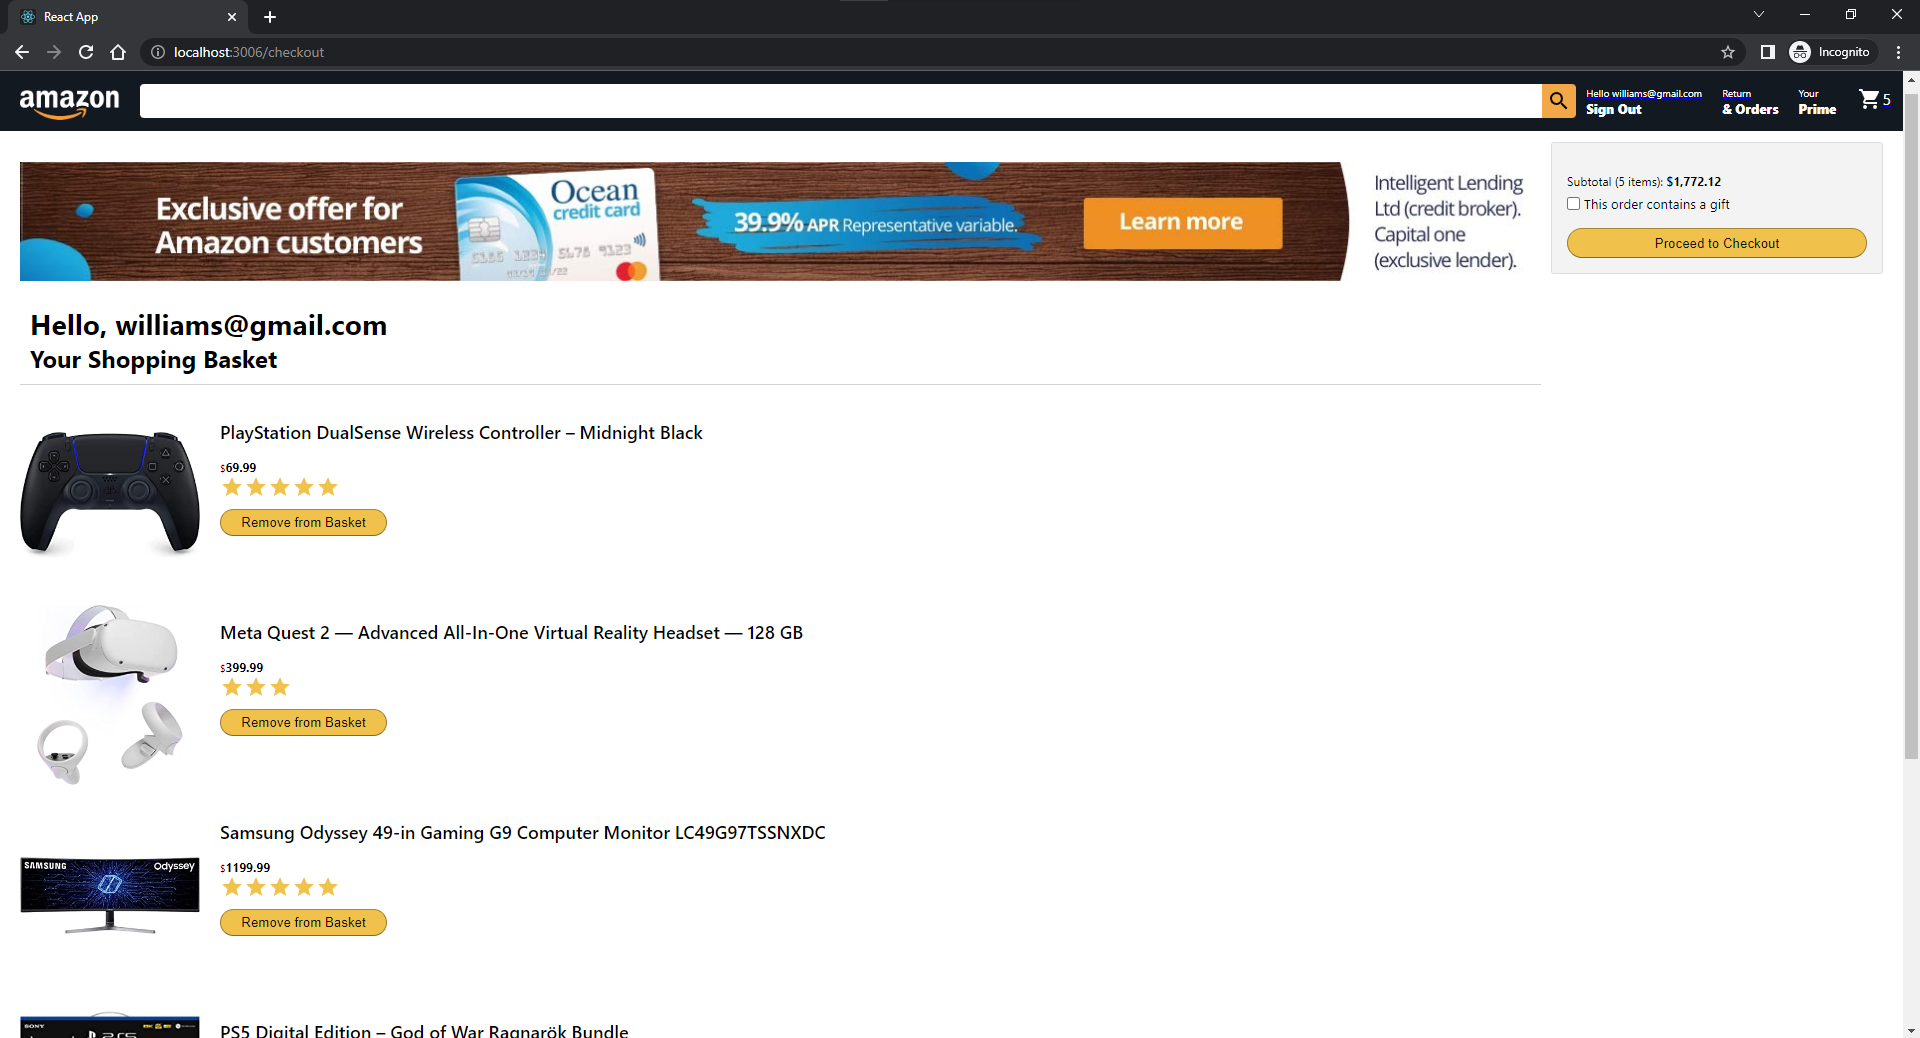 React App
localhost:3006/checkout
Incognito
amazon
Hello williams@gmail.com
Sign Out
Return
& Orders
Your
Prime
5
Exclusive offer for
Amazon customers
Ocean
credit card
39.9% APR Representative variable.
Learn more
Intelligent Lending
Ltd (credit broker).
Capital one
(exclusive lender).
Subtotal (5 items): $1,772.12
This order contains a gift
Proceed to Checkout
Hello, williams@gmail.com
Your Shopping Basket
PlayStation DualSense Wireless Controller – Midnight Black
$69.99
Remove from Basket
Meta Quest 2 — Advanced All-In-One Virtual Reality Headset — 128 GB
$399.99
Remove from Basket
Samsung Odyssey 49-in Gaming G9 Computer Monitor LC49G97TSSNXDC
SAMSUNG
Odyssey
$1199.99
Remove from Basket
SONY
PS5 Digital Edition – God of War Ragnarök Bundle